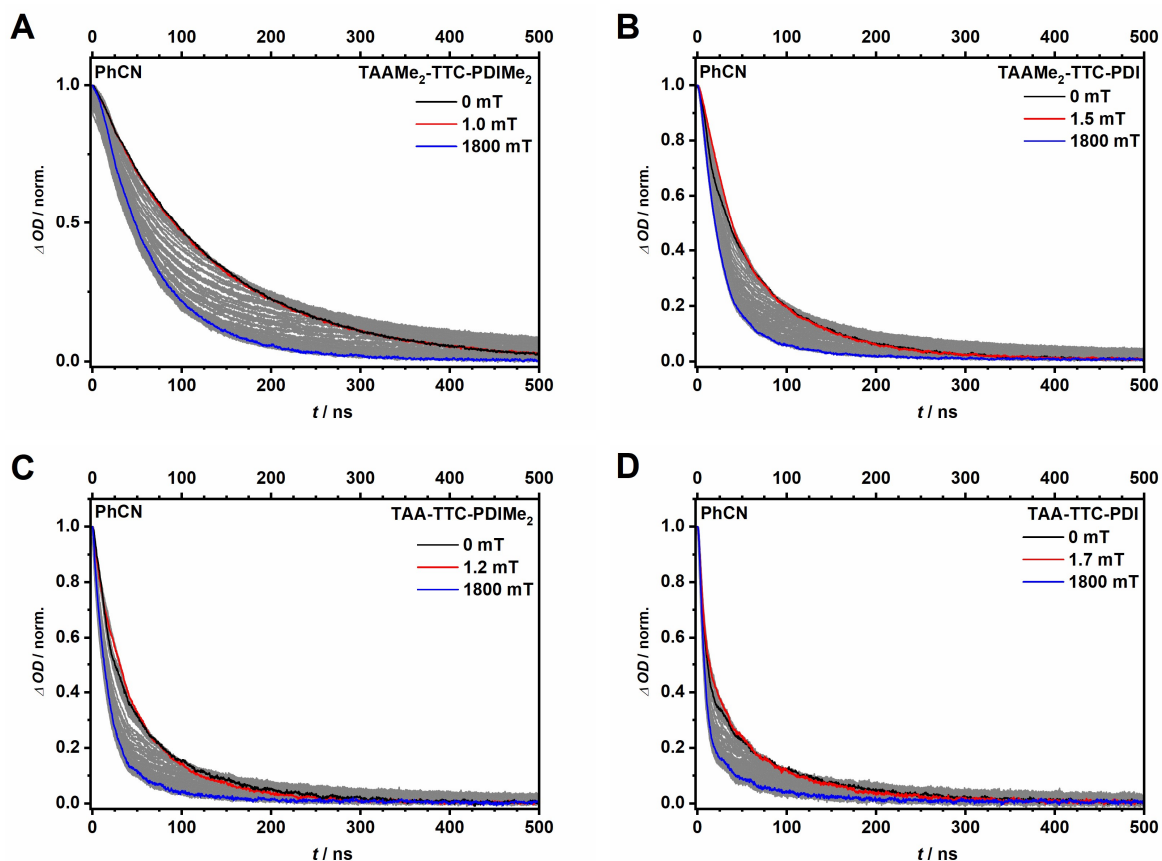 A
0 100 200 300 400 500
PhCN
TAAMe₂-TTC-PDIMe₂
0 mT
1.0 mT
1800 mT
1.0
0.5
0.0
Δ OD / norm.
0 100 200 300 400 500
t / ns
B
0 100 200 300 400 500
PhCN
TAAMe₂-TTC-PDI
0 mT
1.5 mT
1800 mT
1.0
0.8
0.6
0.4
0.2
0.0
Δ OD / norm.
0 100 200 300 400 500
t / ns
C
0 100 200 300 400 500
PhCN
TAA-TTC-PDIMe₂
0 mT
1.2 mT
1800 mT
1.0
0.8
0.6
0.4
0.2
0.0
Δ OD / norm.
0 100 200 300 400 500
t / ns
D
0 100 200 300 400 500
PhCN
TAA-TTC-PDI
0 mT
1.7 mT
1800 mT
1.0
0.8
0.6
0.4
0.2
0.0
Δ OD / norm.
0 100 200 300 400 500
t / ns